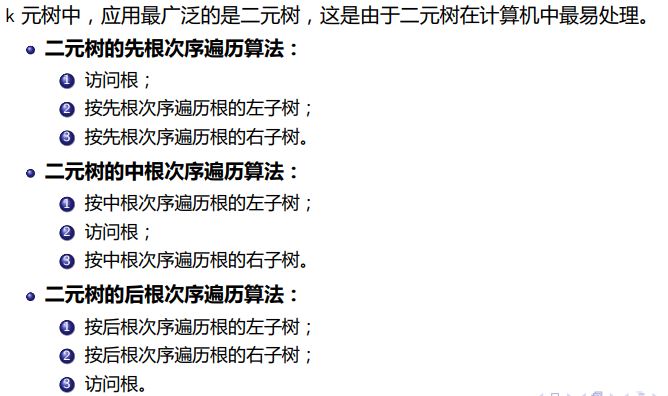 k 元树中，应用最广泛的是二元树，这是由于二元树在计算机中最易处理。
二元树的先根次序遍历算法：
1 访问根；
2 按先根次序遍历根的左子树；
3 按先根次序遍历根的右子树。
二元树的中根次序遍历算法：
1 按中根次序遍历根的左子树；
2 访问根；
3 按中根次序遍历根的右子树。
二元树的后根次序遍历算法：
1 按后根次序遍历根的左子树；
2 按后根次序遍历根的右子树；
3 访问根。